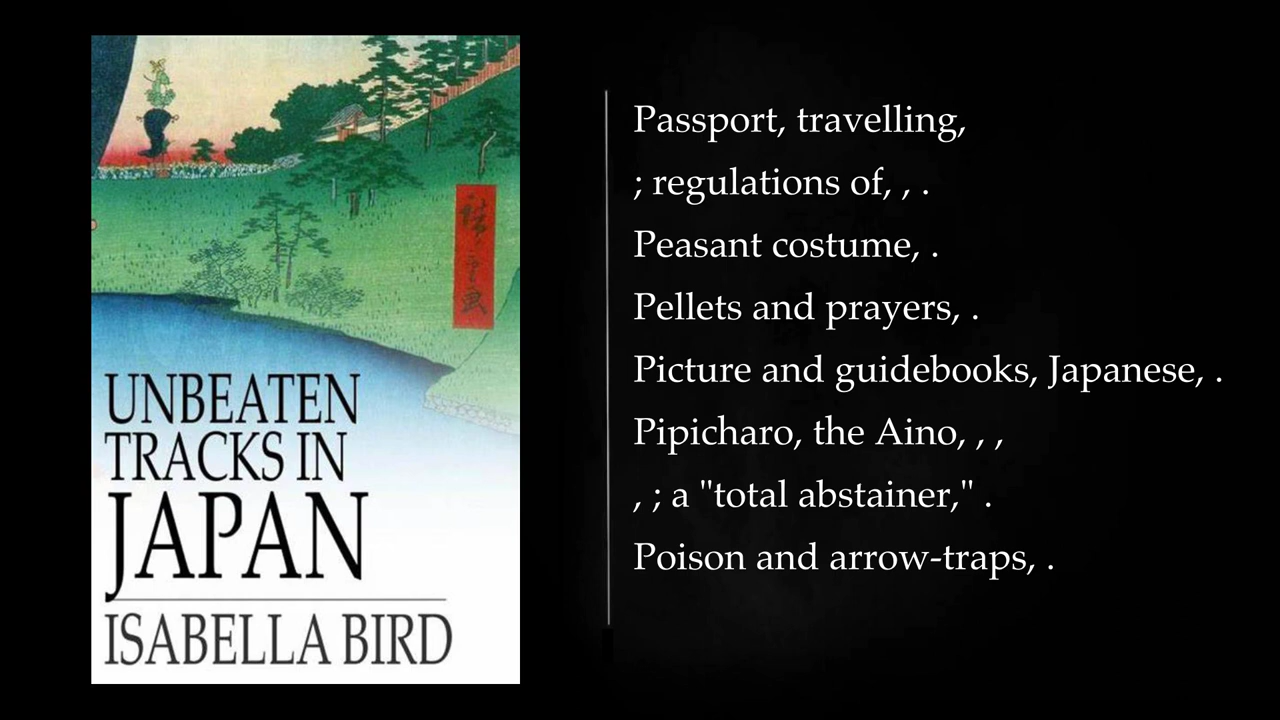 UNBEATEN
TRACKS IN
JAPAN
ISABELLA BIRD
Passport, travelling,
; regulations of, , .
Peasant costume, .
Pellets and prayers, .
Picture and guidebooks, Japanese, .
Pipicharo, the Aino, , ,
, ; a "total abstainer," .
Poison and arrow-traps, .